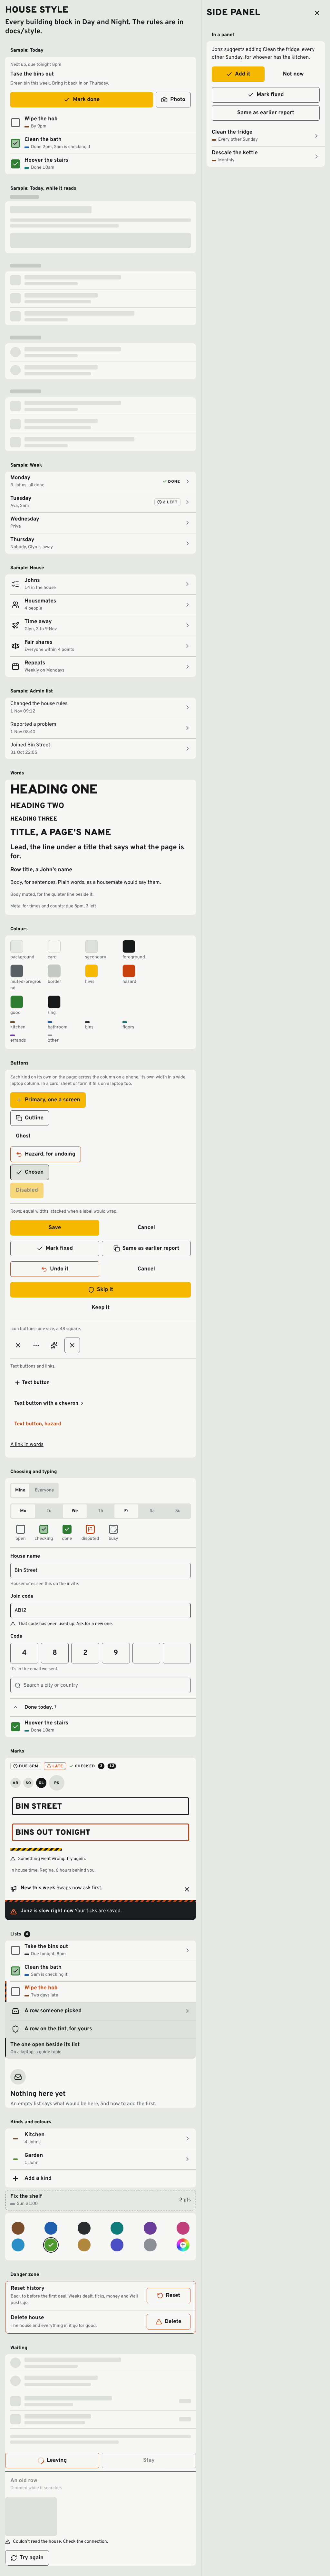 HOUSE STYLE
Every building block in Day and Night. The rules are in
docs/style.
Sample: Today
Next up, due tonight 8pm
Take the bins out
Green bin this week. Bring it back in on Thursday.
Mark done
Photo
Wipe the hob
By 9pm
Clean the bath
Done 2pm, Sam is checking it
Hoover the stairs
Done 10am
Sample: Today, while it reads
Sample: Week
Monday
3 Johns, all done
DONE
Tuesday
Ava, Sam
2 LEFT
Wednesday
Priya
Thursday
Nobody, Glyn is away
Sample: House
Johns
14 in the house
Housemates
4 people
Time away
Glyn, 3 to 9 Nov
Fair shares
Everyone within 4 points
Repeats
Weekly on Mondays
Sample: Admin list
Changed the house rules
1 Nov 09:12
Reported a problem
1 Nov 08:40
Joined Bin Street
31 Oct 22:05
Words
HEADING ONE
HEADING TWO
HEADING THREE
TITLE, A PAGE'S NAME
Lead, the line under a title that says what the page is
for.
Row title, a John's name
Body, for sentences. Plain words, as a housemate would say them.
Body muted, for the quieter line beside it.
Meta, for times and counts: due 8pm, 3 left
Colours
background
card
secondary
foreground
mutedForegrou
nd
border
hivis
hazard
good
ring
kitchen
bathroom
bins
floors
errands
other
Buttons
Each kind on its own on the page: across the column on a phone, its own width in a wide
laptop column. In a card, sheet or form it fills on a laptop too.
Primary, one a screen
Outline
Ghost
Hazard, for undoing
Chosen
Disabled
Rows: equal widths, stacked when a label would wrap.
Save
Cancel
Mark fixed
Same as earlier report
Undo it
Cancel
Skip it
Keep it
Icon buttons: one size, a 48 square.
Text buttons and links.
Text button
Text button with a chevron
Text button, hazard
A link in words
Choosing and typing
Mine
Everyone
Mo
Tu
We
Th
Fr
Sa
Su
open
checking
done
disputed
busy
House name
Bin Street
Housemates see this on the invite.
Join code
AB12
That code has been used up. Ask for a new one.
Code
4
8
2
9
It's in the email we sent.
Search a city or country
Done today, 1
Hoover the stairs
Done 10am
Marks
DUE 8PM
LATE
CHECKED
3
12
AB
SO
GL
PS
BIN STREET
BINS OUT TONIGHT
Something went wrong. Try again.
In house time: Regina, 6 hours behind you.
New this week Swaps now ask first.
Jonz is slow right now Your ticks are saved.
Lists
4
Take the bins out
Due tonight, 8pm
Clean the bath
Sam is checking it
Wipe the hob
Two days late
A row someone picked
A row on the tint, for yours
The one open beside its list
On a laptop, a guide topic
Nothing here yet
An empty list says what would be here, and how to add the first.
Kinds and colours
Kitchen
4 Johns
Garden
1 John
Add a kind
Fix the shelf
Sun 21:00
2 pts
Danger zone
Reset history
Back to before the first deal. Weeks dealt, ticks, money and Wall
posts go.
Reset
Delete house
The house and everything in it go for good.
Delete
Waiting
Leaving
Stay
An old row
Dimmed while it searches
Couldn't read the house. Check the connection.
Try again
SIDE PANEL
In a panel
Jonz suggests adding Clean the fridge, every
other Sunday, for whoever has the kitchen.
Add it
Not now
Mark fixed
Same as earlier report
Clean the fridge
Every other Sunday
Descale the kettle
Monthly